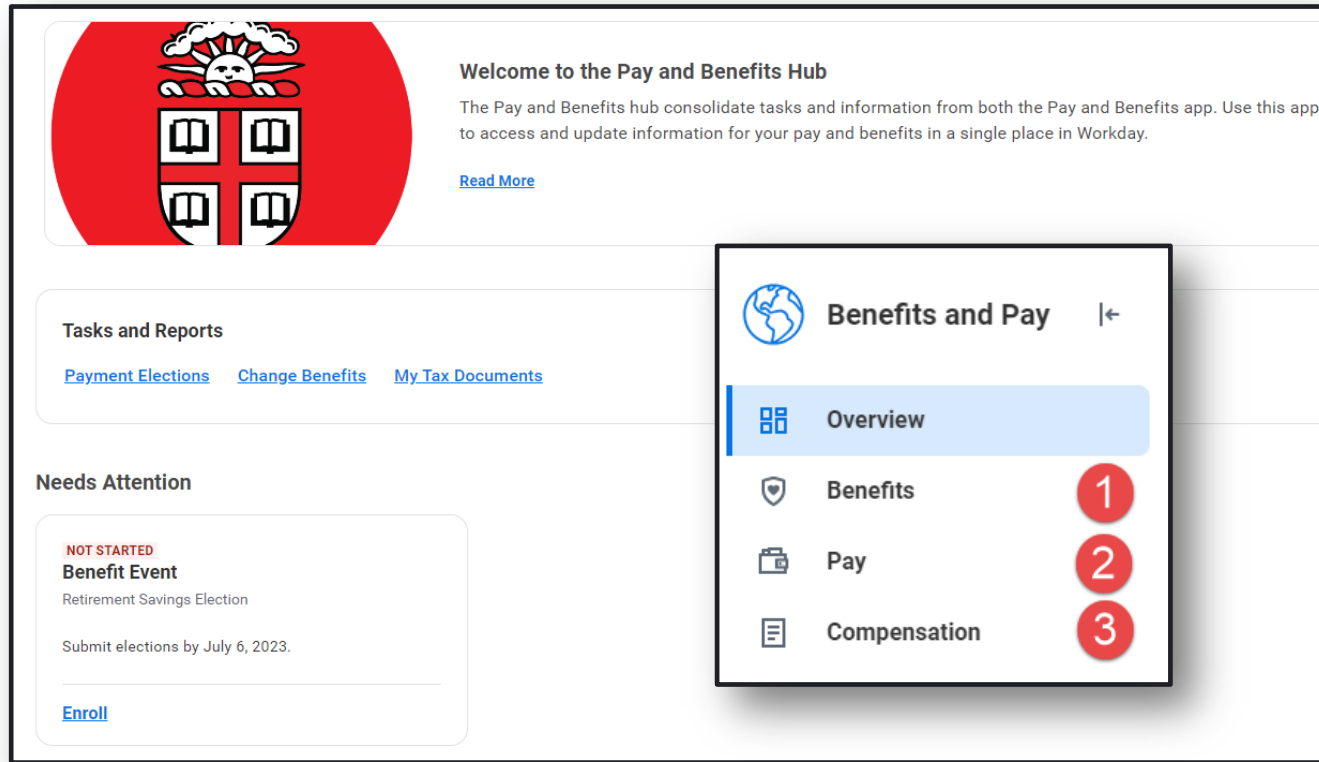 Welcome to the Pay and Benefits Hub
The Pay and Benefits hub consolidate tasks and information from both the Pay and Benefits app. Use this app
to access and update information for your pay and benefits in a single place in Workday.
Read More
Tasks and Reports
Payment Elections Change Benefits My Tax Documents
Needs Attention
NOT STARTED
Benefit Event
Retirement Savings Election
Submit elections by July 6, 2023.
Enroll
Benefits and Pay
Overview
Benefits 1
Pay 2
Compensation 3